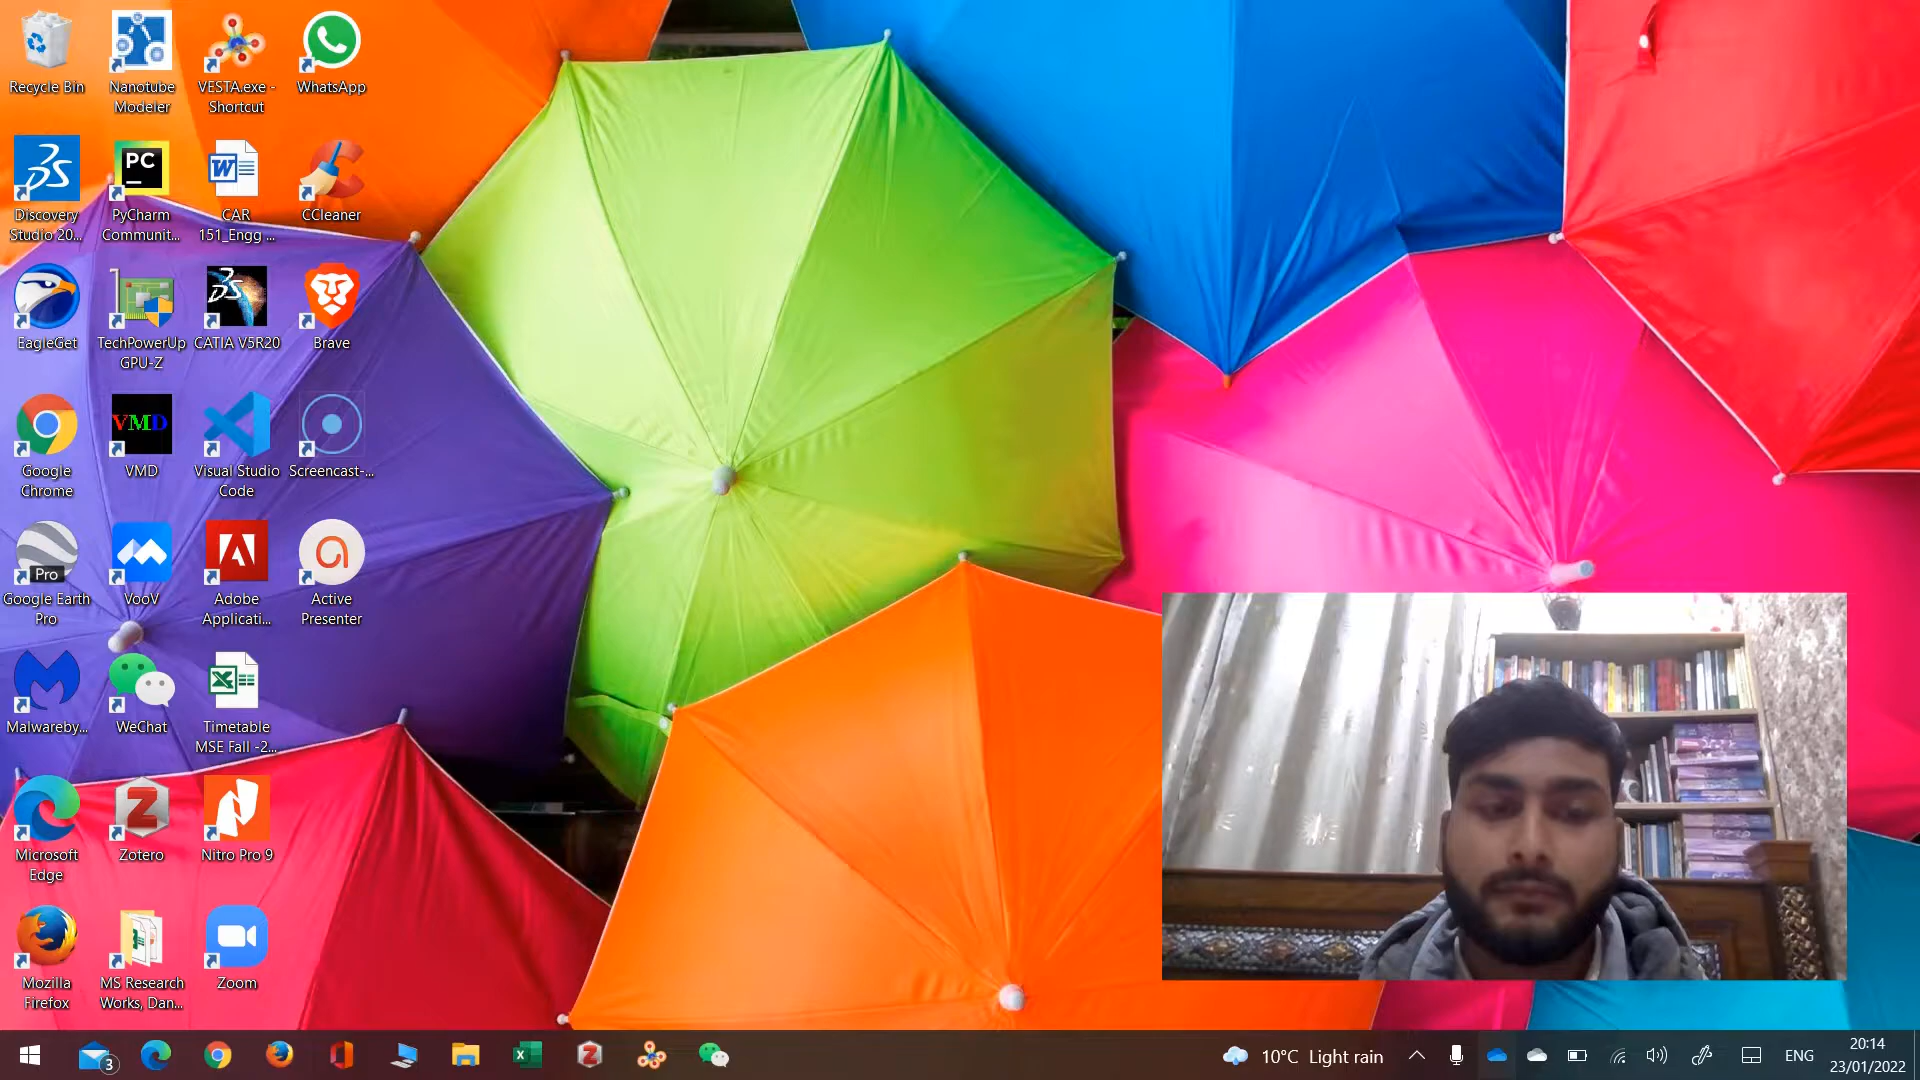 Recycle Bin
Nanotube
Modeler
VESTA.exe -
Shortcut
WhatsApp
Discovery
Studio 20...
PC
PyCharm
Communit...
CAR
151_Engg ...
CCleaner
EagleGet
TechPowerUp
GPU-Z
CATIA V5R20
Brave
Google
Chrome
VMD
VMD
Visual Studio
Code
Screencast-...
Pro
Google Earth
Pro
VooV
Adobe
Applicati...
Active
Presenter
Malwareby...
WeChat
Timetable
MSE Fall -2...
Microsoft
Edge
Zotero
Nitro Pro 9
Mozilla
Firefox
MS Research
Works, Dan...
Zoom
3
10°C Light rain
ENG
20:14
23/01/2022